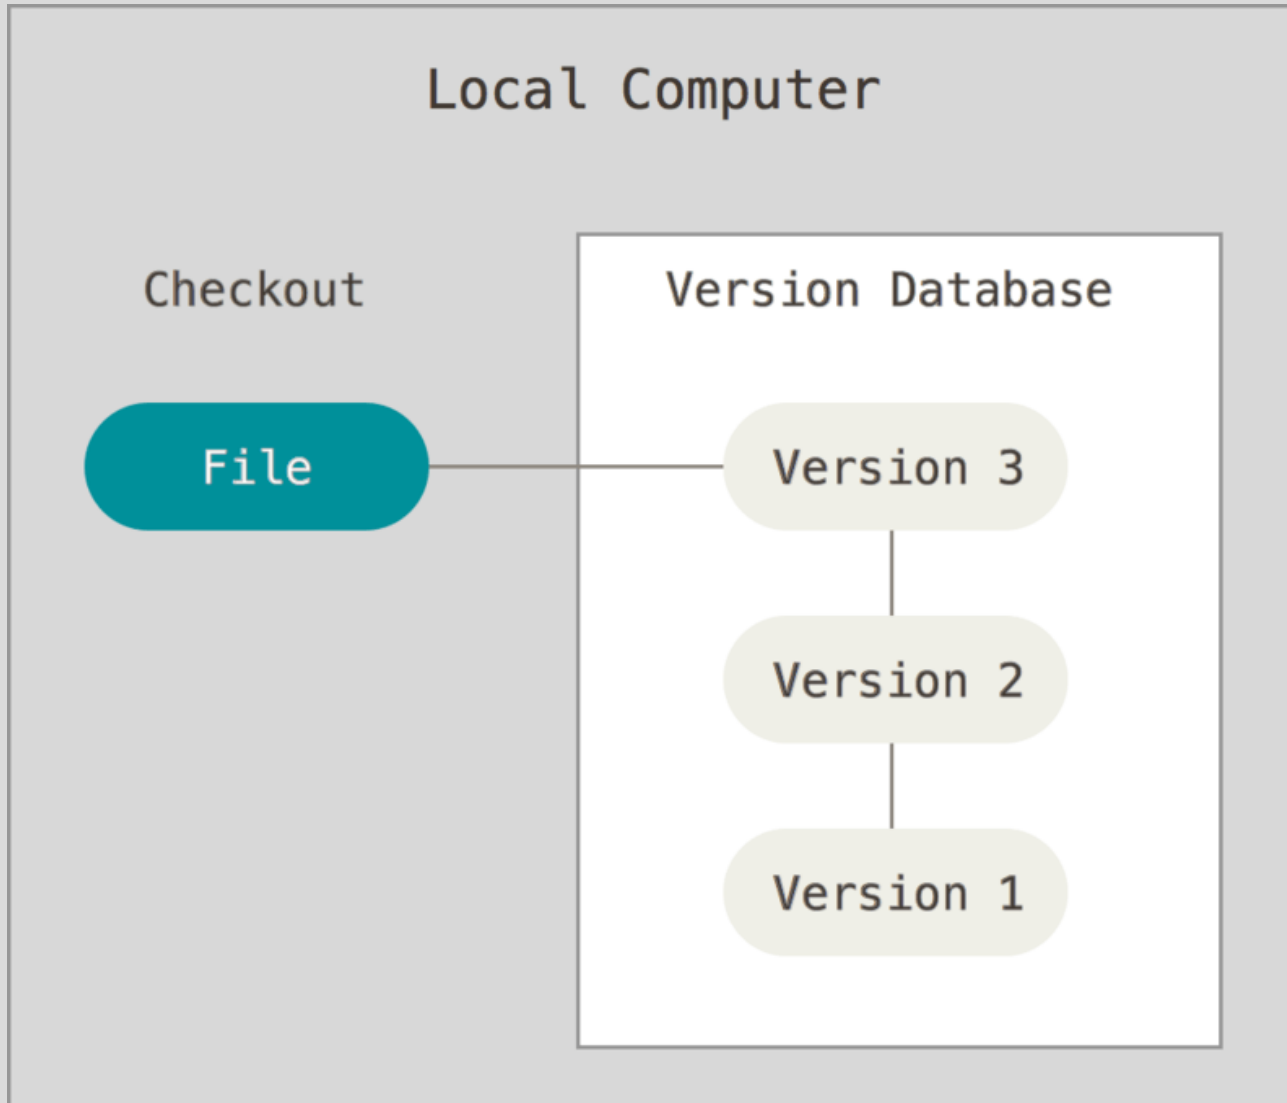 Local Computer
Checkout
Version Database
File
Version 3
Version 2
Version 1